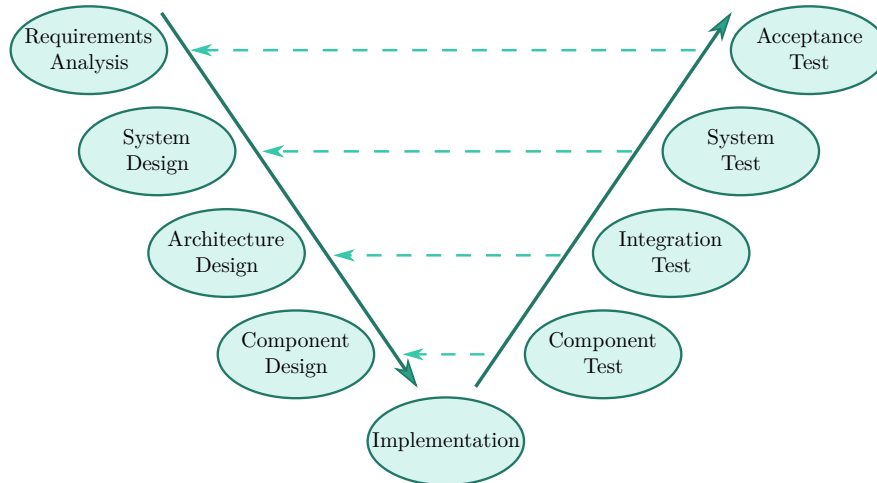 Requirements
Analysis
Acceptance
Test
System
Design
System
Test
Architecture
Design
Integration
Test
Component
Design
Component
Test
Implementation